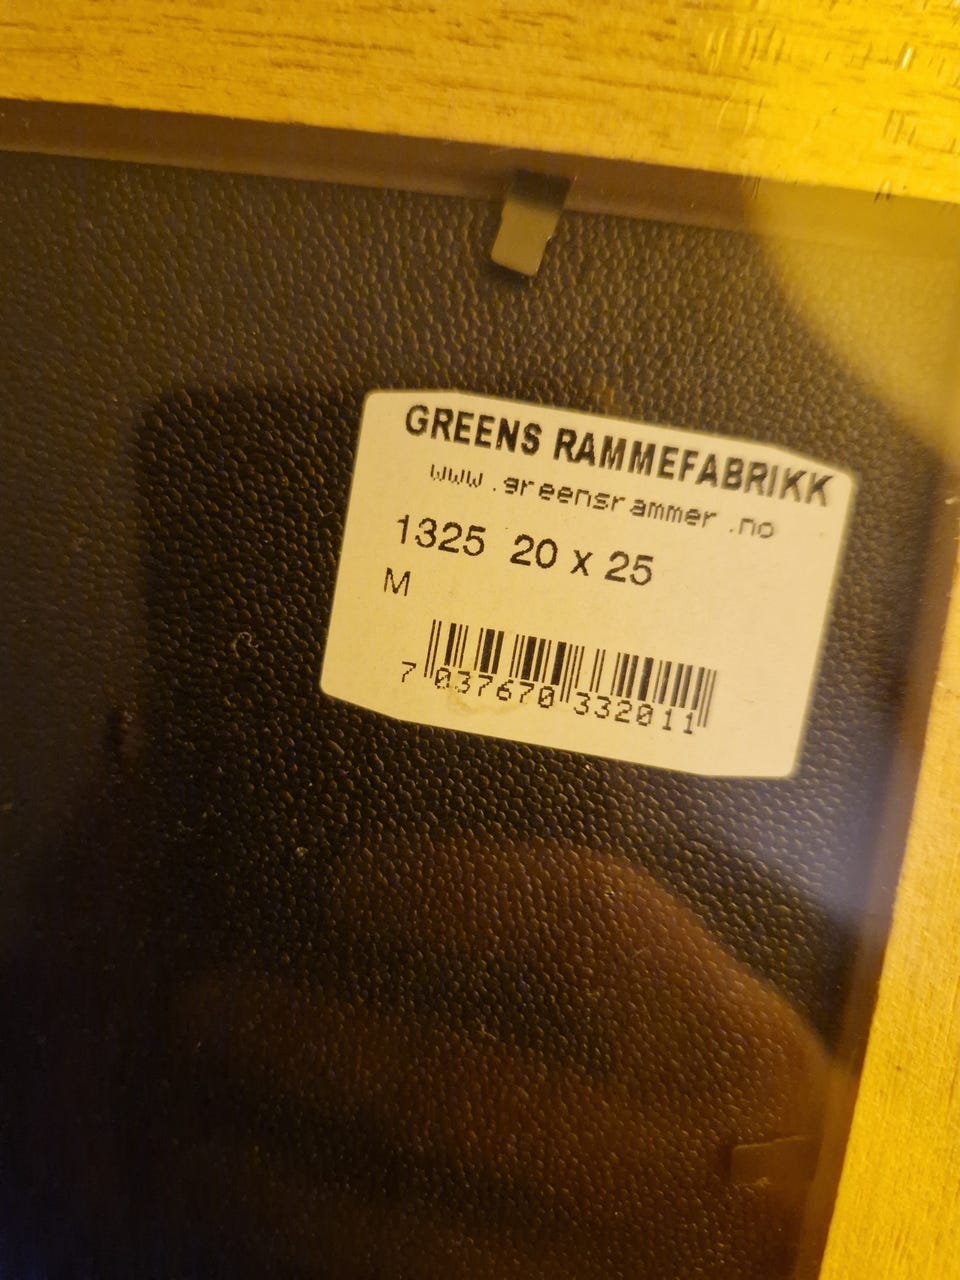 GREENS RAMMEFABRIKK
www.greensrammer.no
1325 20 x 25
M
7 037670 332011